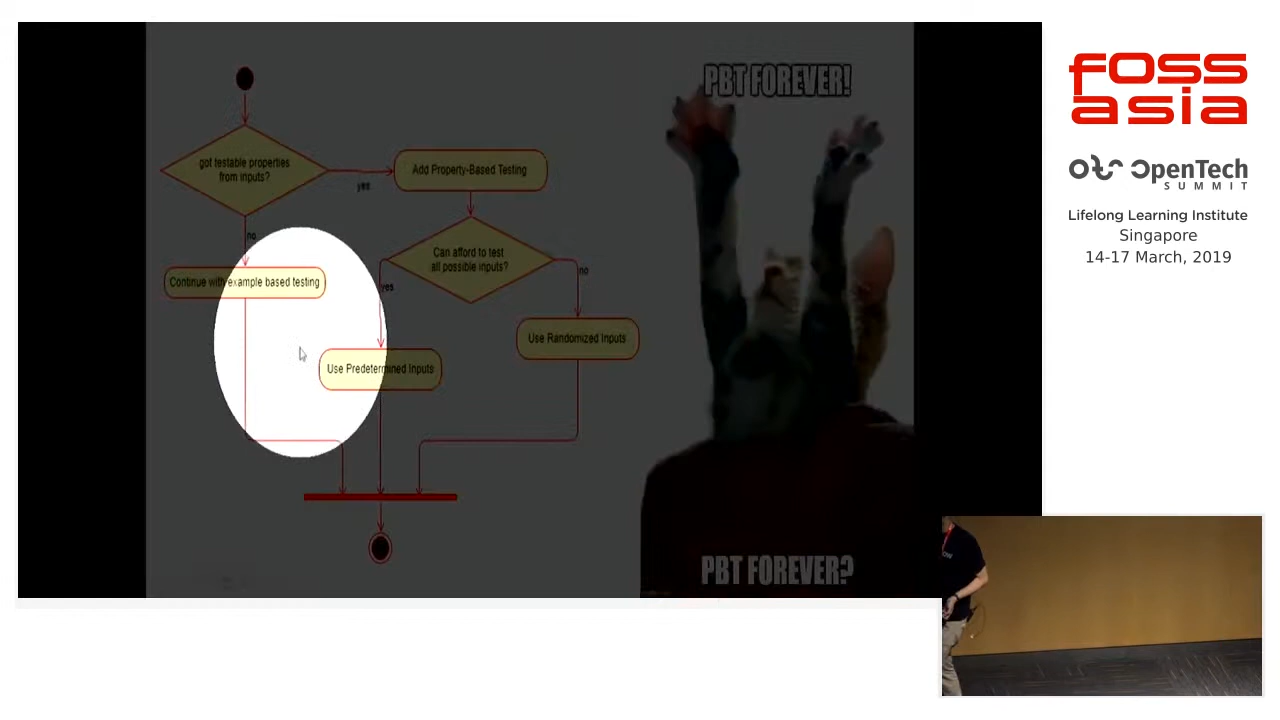 PBT FOREVER!
got testable properties
from inputs?
yes
Add Property-Based Testing
no
Can afford to test
all possible inputs?
no
Continue with example based testing
yes
Use Randomized Inputs
Use Predetermined Inputs
PBT FOREVER?
FOSS
asia
OpenTech
SUMMIT
Lifelong Learning Institute
Singapore
14-17 March, 2019